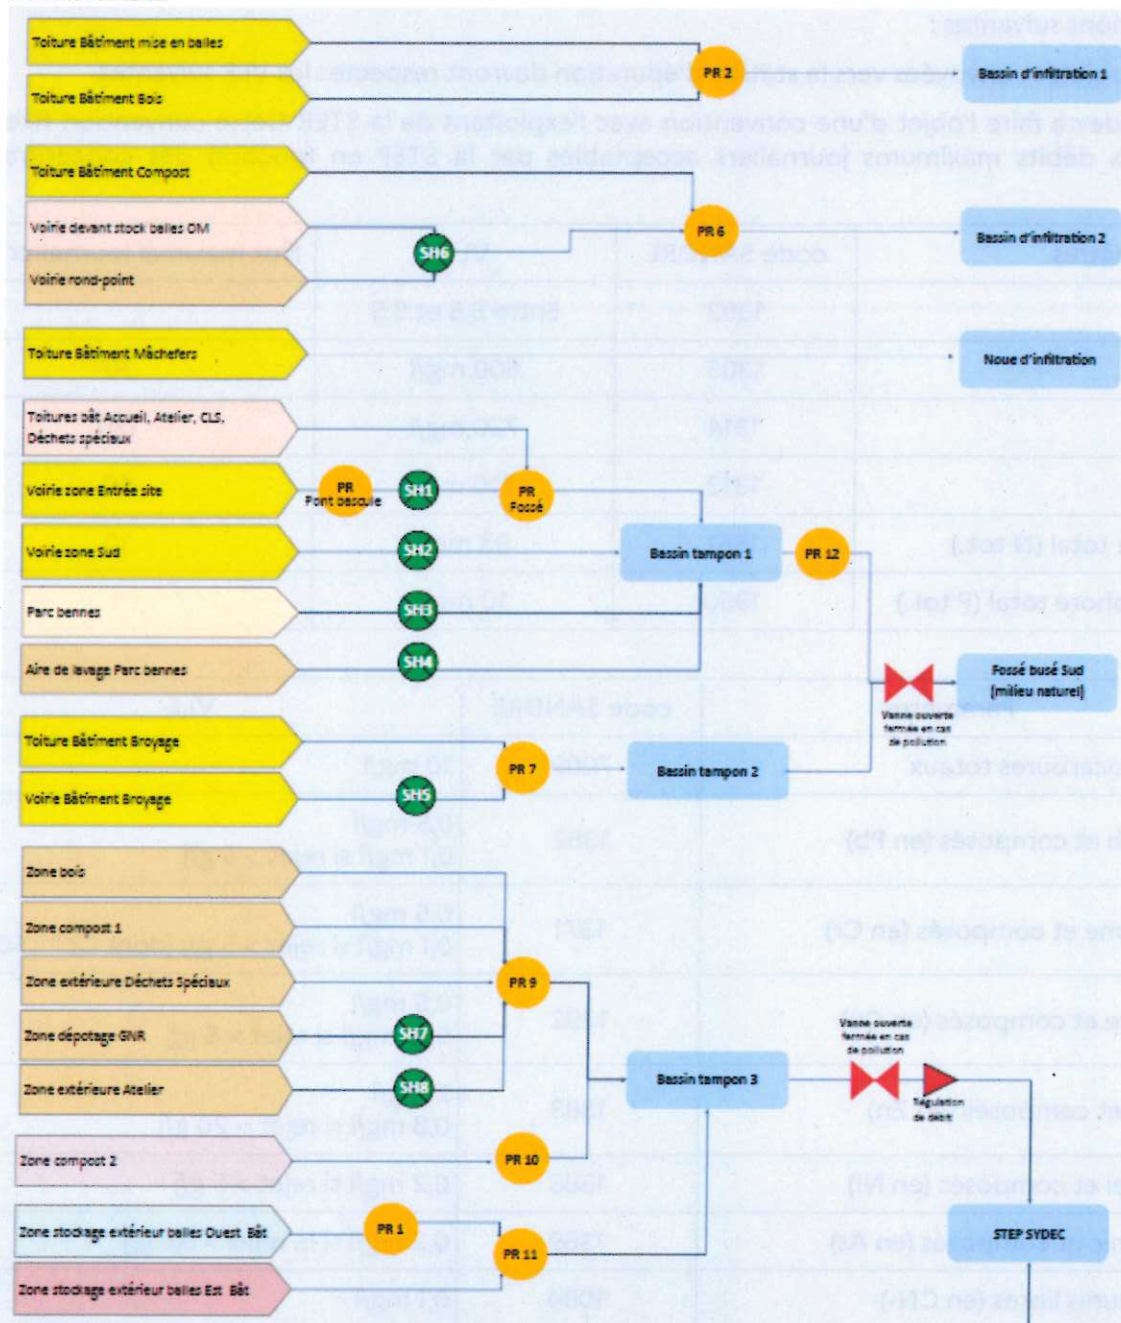 Toiture Bâtiment mise en balles
PR 2
Bassin d'infiltration 1
Toiture Bâtiment Bois
Toiture Bâtiment Compost
Voirie devant stock balles OM
SH6
PR 6
Bassin d'infiltration 2
Voirie rond-point
Toiture Bâtiment Mâchefers
Noue d'infiltration
Toitures bât Accueil, Atelier, CLS,
Déchets spéciaux
Voirie zone Entrée site
PR
Pont bascule
SH1
PR
Fossé
Voirie zone Sud
SH2
Bassin tampon 1
PR 12
Parc bennes
SH3
Aire de lavage Parc bennes
SH4
Fossé busé Sud
(milieu naturel)
Vanne ouverte
fermée en cas
de pollution
Toiture Bâtiment Broyage
PR 7
Bassin tampon 2
Voirie Bâtiment Broyage
SH5
Zone bois
Zone compost 1
Zone extérieure Déchets Spéciaux
PR 9
Zone dépotage GNR
SH7
Zone extérieure Atelier
SH8
Bassin tampon 3
Vanne ouverte
fermée en cas
de pollution
Régulation
de débit
Zone compost 2
PR 10
Zone stockage extérieur balles Ouest Bât
PR 1
PR 11
STEP SYDEC
Zone stockage extérieur balles Est Bât